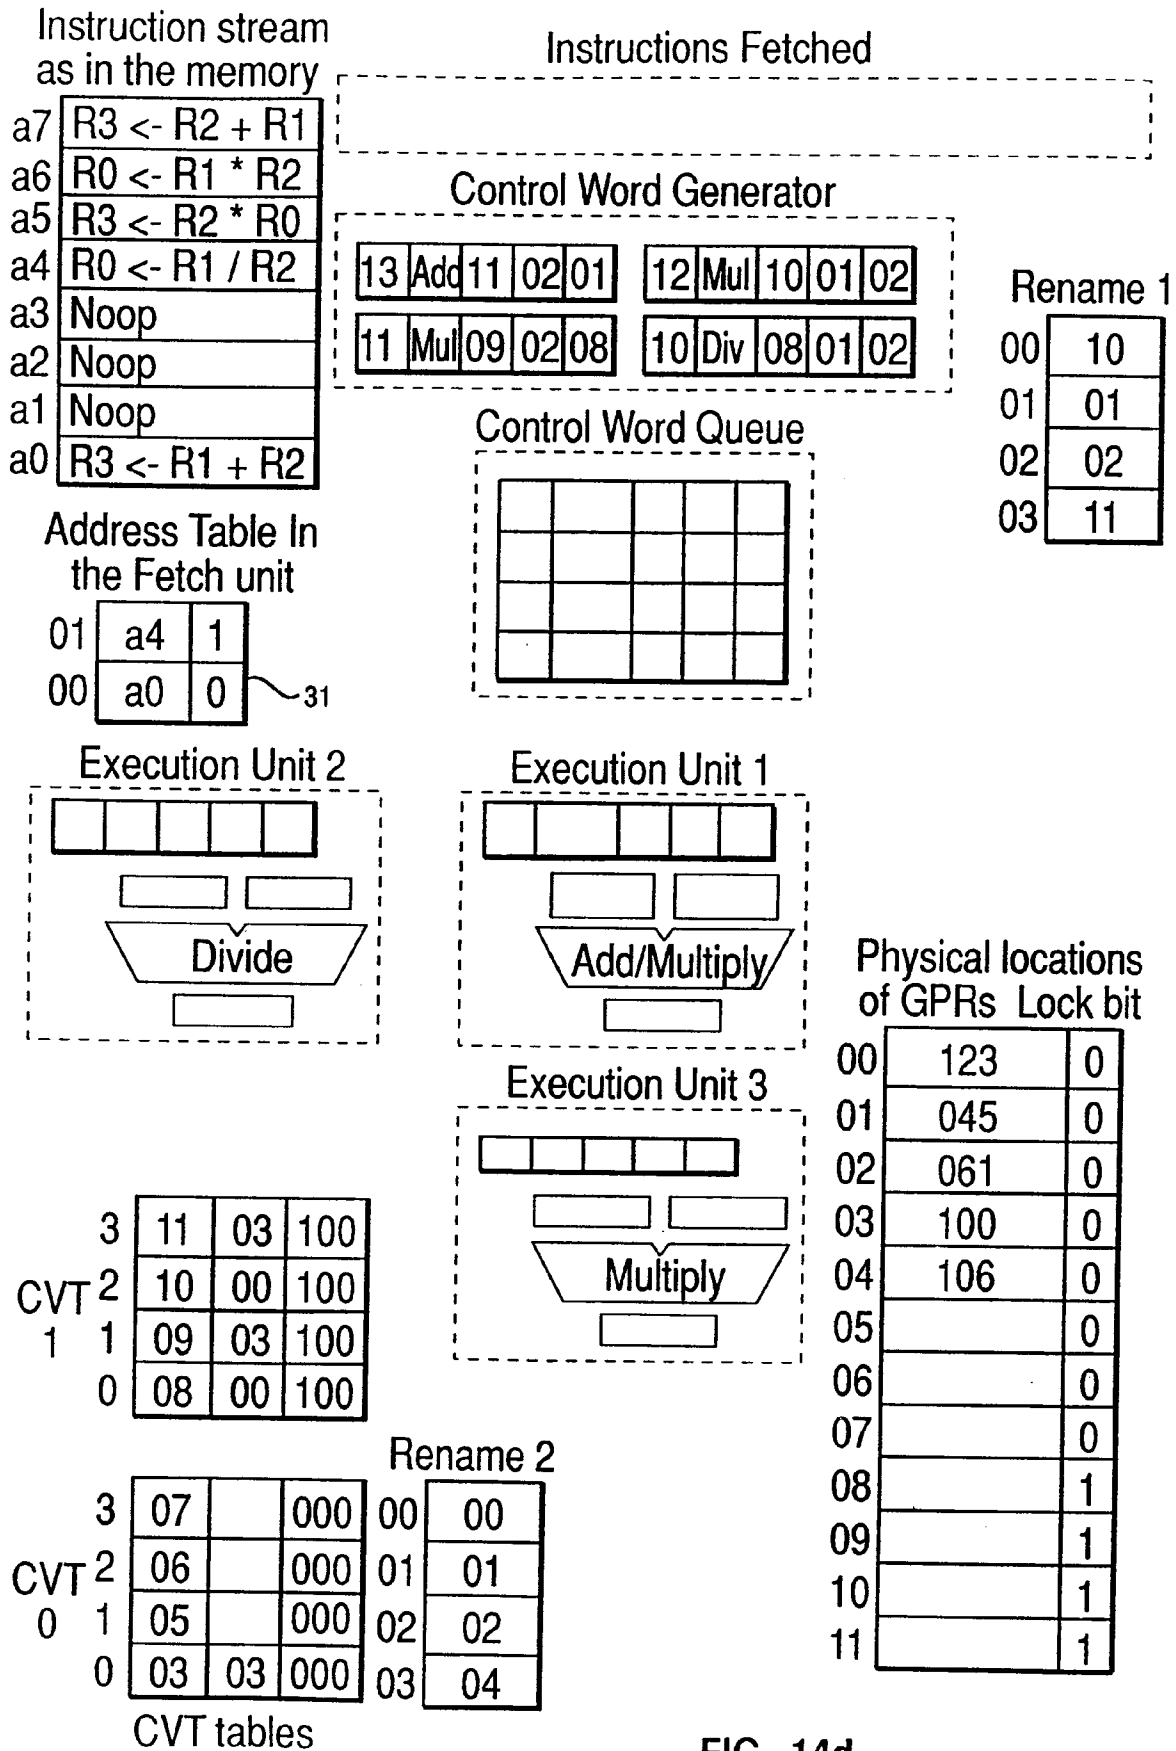 Instruction stream
as in the memory
a7 R3 <- R2 + R1
a6 R0 <- R1 * R2
a5 R3 <- R2 * R0
a4 R0 <- R1 / R2
a3 Noop
a2 Noop
a1 Noop
a0 R3 <- R1 + R2
Instructions Fetched
Control Word Generator
13 Add 11 02 01 12 Mul 10 01 02
11 Mul 09 02 08 10 Div 08 01 02
Rename 1
00 10
01 01
02 02
03 11
Control Word Queue
Address Table In
the Fetch unit
01 a4 1
00 a0 0 31
Execution Unit 2
Divide
Execution Unit 1
Add/Multiply
Execution Unit 3
Multiply
Physical locations
of GPRs Lock bit
00 123 0
01 045 0
02 061 0
03 100 0
04 106 0
05 0
06 0
07 0
08 1
09 1
10 1
11 1
CVT
1
3 11 03 100
2 10 00 100
1 09 03 100
0 08 00 100
CVT
0
3 07 000
2 06 000
1 05 000
0 03 03 000
CVT tables
Rename 2
00 00
01 01
02 02
03 04
FIG. 14d